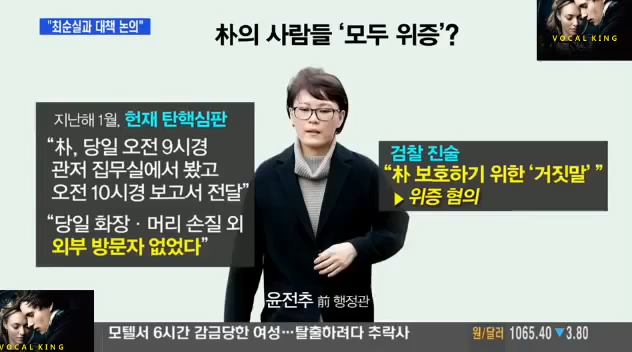 "최순실과 대책 논의"
朴의 사람들 '모두 위증'?
VOCAL KING
지난해 1월, 헌재 탄핵심판
"朴, 당일 오전 9시경
관저 집무실에서 봤고
오전 10시경 보고서 전달"
"당일 화장·머리 손질 외
외부 방문자 없었다"
검찰 진술
"朴 보호하기 위한 '거짓말' "
▶ 위증 혐의
윤전추 前 행정관
VOCAL KING
모텔서 6시간 감금당한 여성…탈출하려다 추락사
원/달러 1065.40 ▼3.80